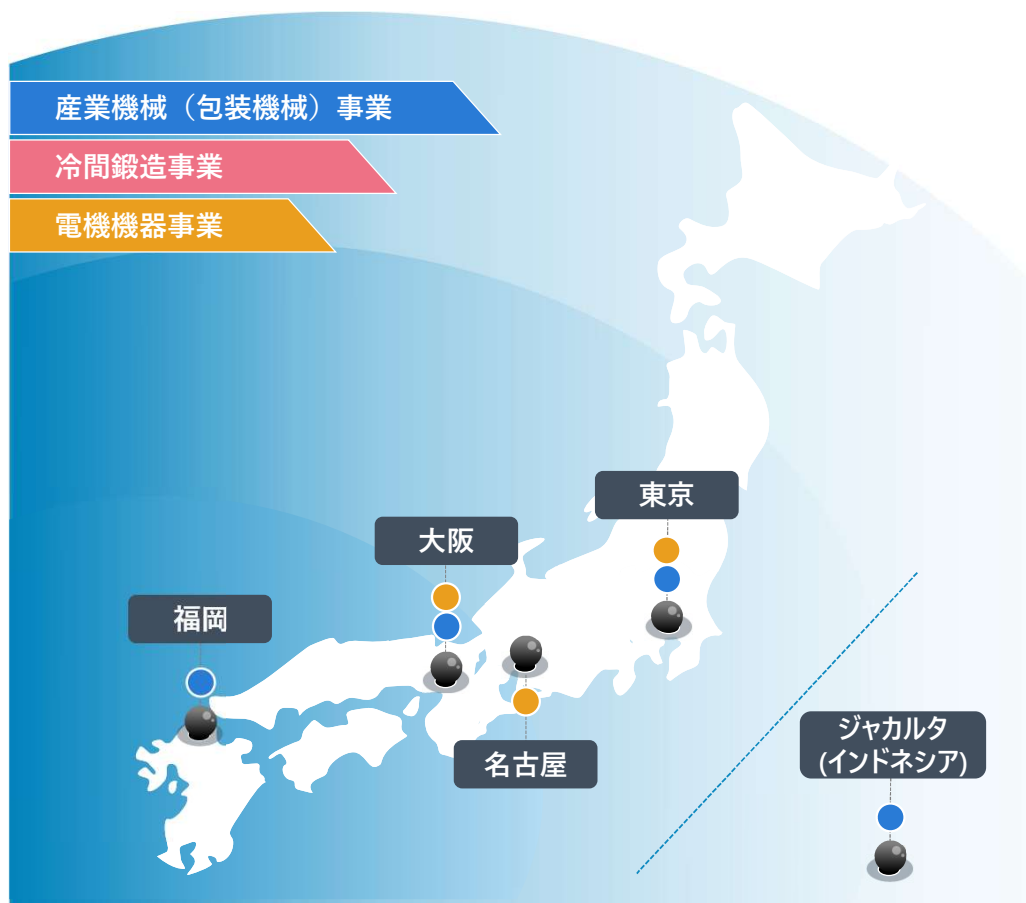 産業機械（包装機械）事業
冷間鍛造事業
電機機器事業
東京
大阪
福岡
名古屋
ジャカルタ
(インドネシア)